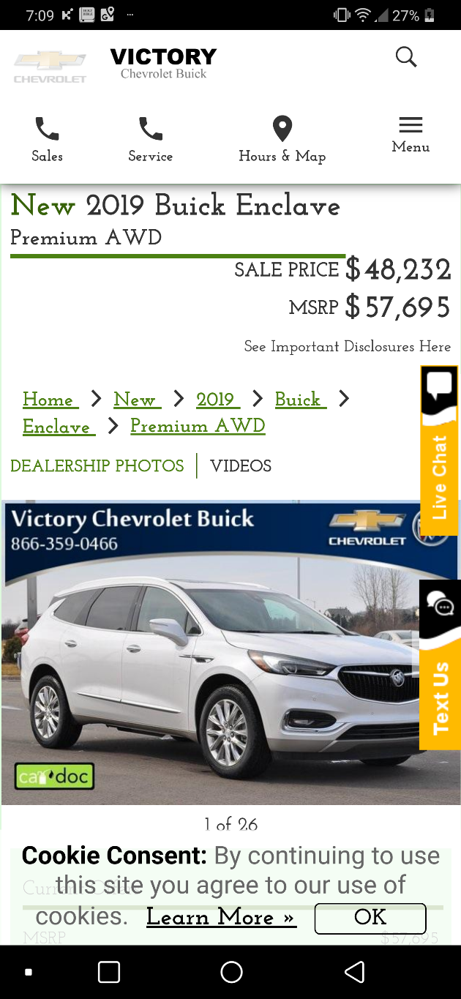 7:09 27%
CHEVROLET
VICTORY
Chevrolet Buick
Sales
Service
Hours & Map
Menu
New 2019 Buick Enclave
Premium AWD
SALE PRICE $48,232
MSRP $57,695
See Important Disclosures Here
Home New 2019 Buick
Enclave Premium AWD
DEALERSHIP PHOTOS VIDEOS
Live Chat
Victory Chevrolet Buick
866-359-0466
CHEVROLET
Text Us
car doc
1 of 26
Cookie Consent: By continuing to use
this site you agree to our use of
cookies. Learn More » OK
MSRP $57,695